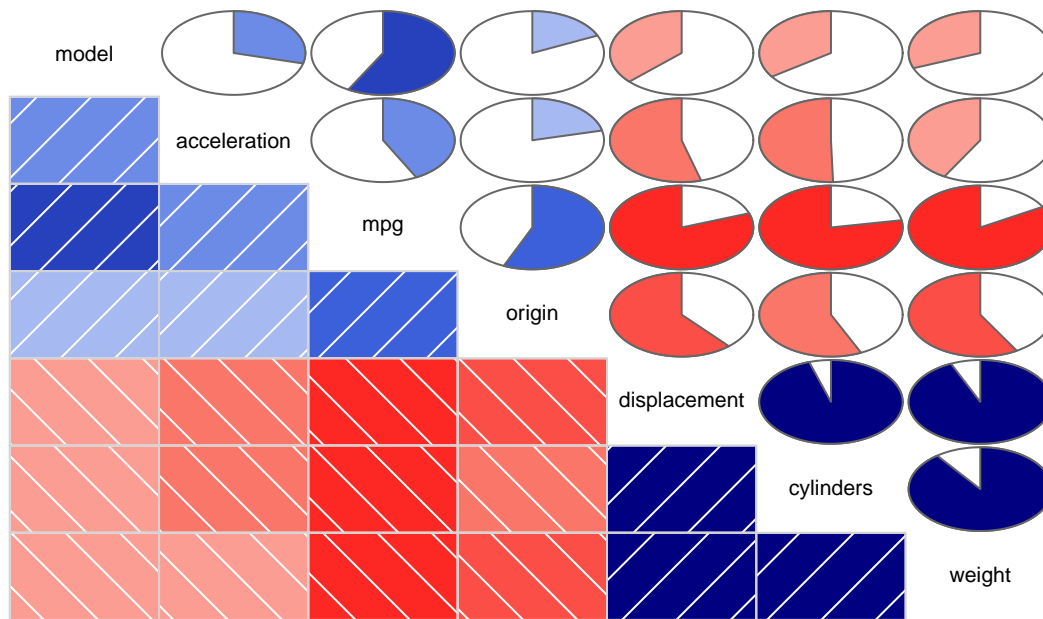 model
acceleration
mpg
origin
displacement
cylinders
weight